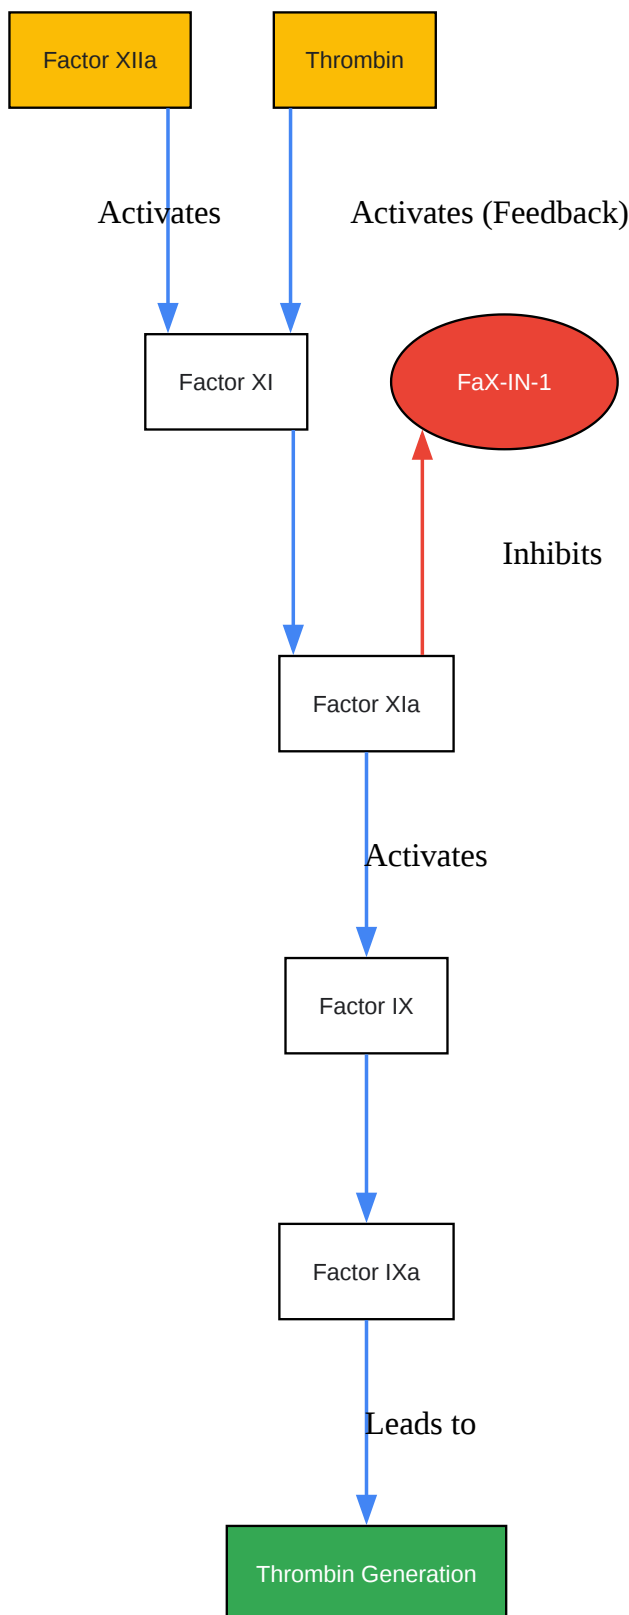 Factor XIIa
Thrombin
Activates
Activates (Feedback)
Factor XI
FaX-IN-1
Inhibits
Factor XIa
Activates
Factor IX
Factor IXa
Leads to
Thrombin Generation